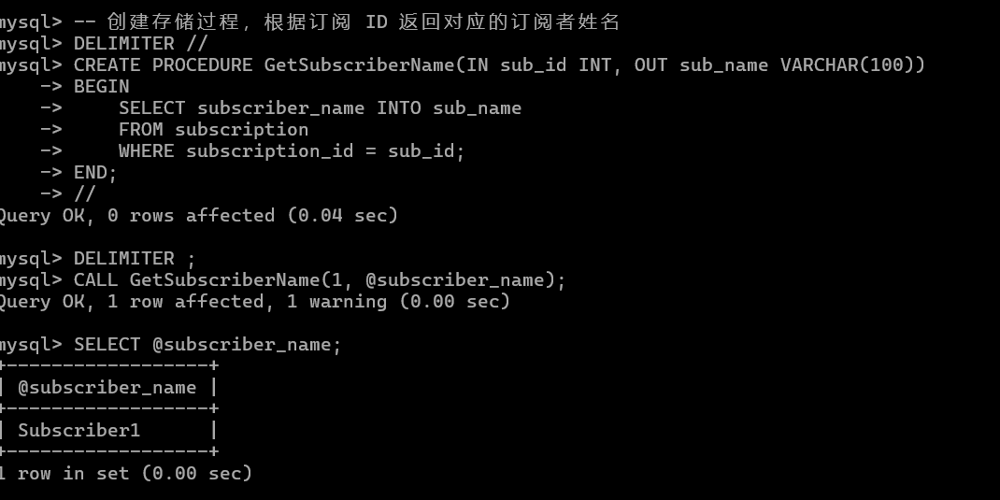 mysql> -- 创建存储过程，根据订阅 ID 返回对应的订阅者姓名
mysql> DELIMITER //
mysql> CREATE PROCEDURE GetSubscriberName(IN sub_id INT, OUT sub_name VARCHAR(100))
    -> BEGIN
    ->     SELECT subscriber_name INTO sub_name
    ->     FROM subscription
    ->     WHERE subscription_id = sub_id;
    -> END;
    -> //
Query OK, 0 rows affected (0.04 sec)

mysql> DELIMITER ;
mysql> CALL GetSubscriberName(1, @subscriber_name);
Query OK, 1 row affected, 1 warning (0.00 sec)

mysql> SELECT @subscriber_name;
+------------------+
| @subscriber_name |
+------------------+
| Subscriber1      |
+------------------+
1 row in set (0.00 sec)